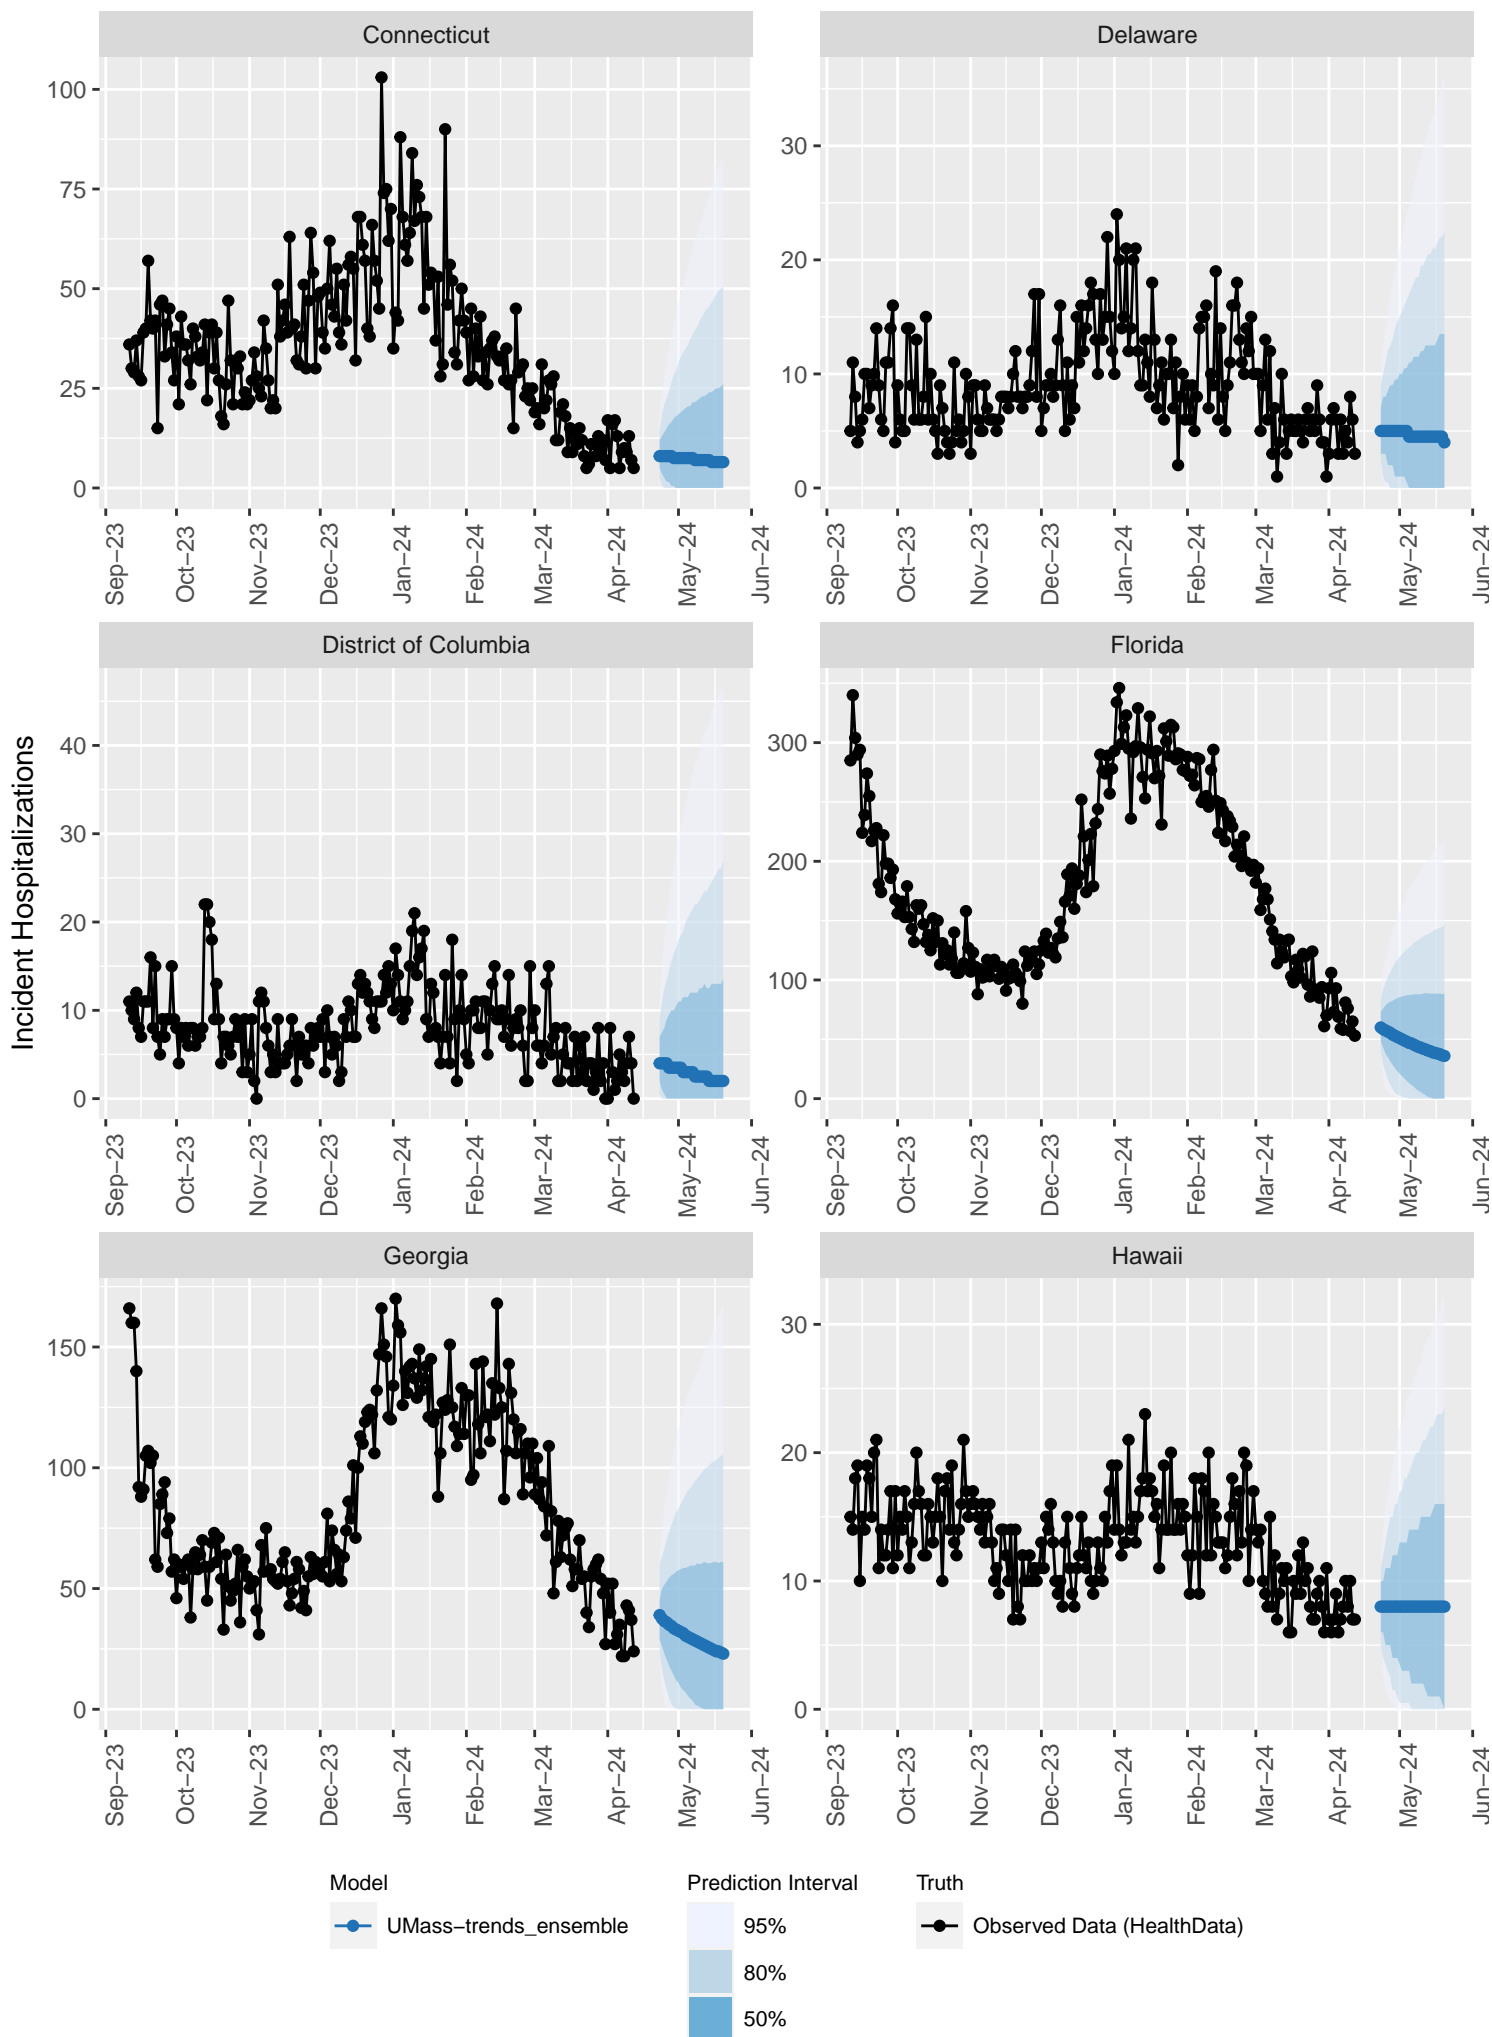 Connecticut
Delaware
100
75
50
25
0
30
20
10
0
Sep−23 Oct−23 Nov−23 Dec−23 Jan−24 Feb−24 Mar−24 Apr−24 May−24 Jun−24
Sep−23 Oct−23 Nov−23 Dec−23 Jan−24 Feb−24 Mar−24 Apr−24 May−24 Jun−24
Incident Hospitalizations
District of Columbia
Florida
40
30
20
10
0
300
200
100
0
Sep−23 Oct−23 Nov−23 Dec−23 Jan−24 Feb−24 Mar−24 Apr−24 May−24 Jun−24
Sep−23 Oct−23 Nov−23 Dec−23 Jan−24 Feb−24 Mar−24 Apr−24 May−24 Jun−24
Georgia
Hawaii
150
100
50
0
30
20
10
0
Sep−23 Oct−23 Nov−23 Dec−23 Jan−24 Feb−24 Mar−24 Apr−24 May−24 Jun−24
Sep−23 Oct−23 Nov−23 Dec−23 Jan−24 Feb−24 Mar−24 Apr−24 May−24 Jun−24
Model
UMass−trends_ensemble
Prediction Interval
95%
80%
50%
Truth
Observed Data (HealthData)